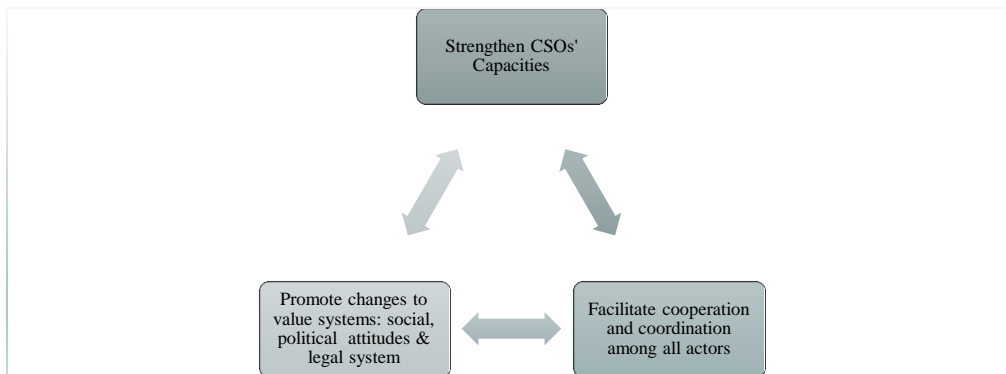 Strengthen CSOs'
Capacities
Promote changes to
value systems: social,
political attitudes &
legal system
Facilitate cooperation
and coordination
among all actors